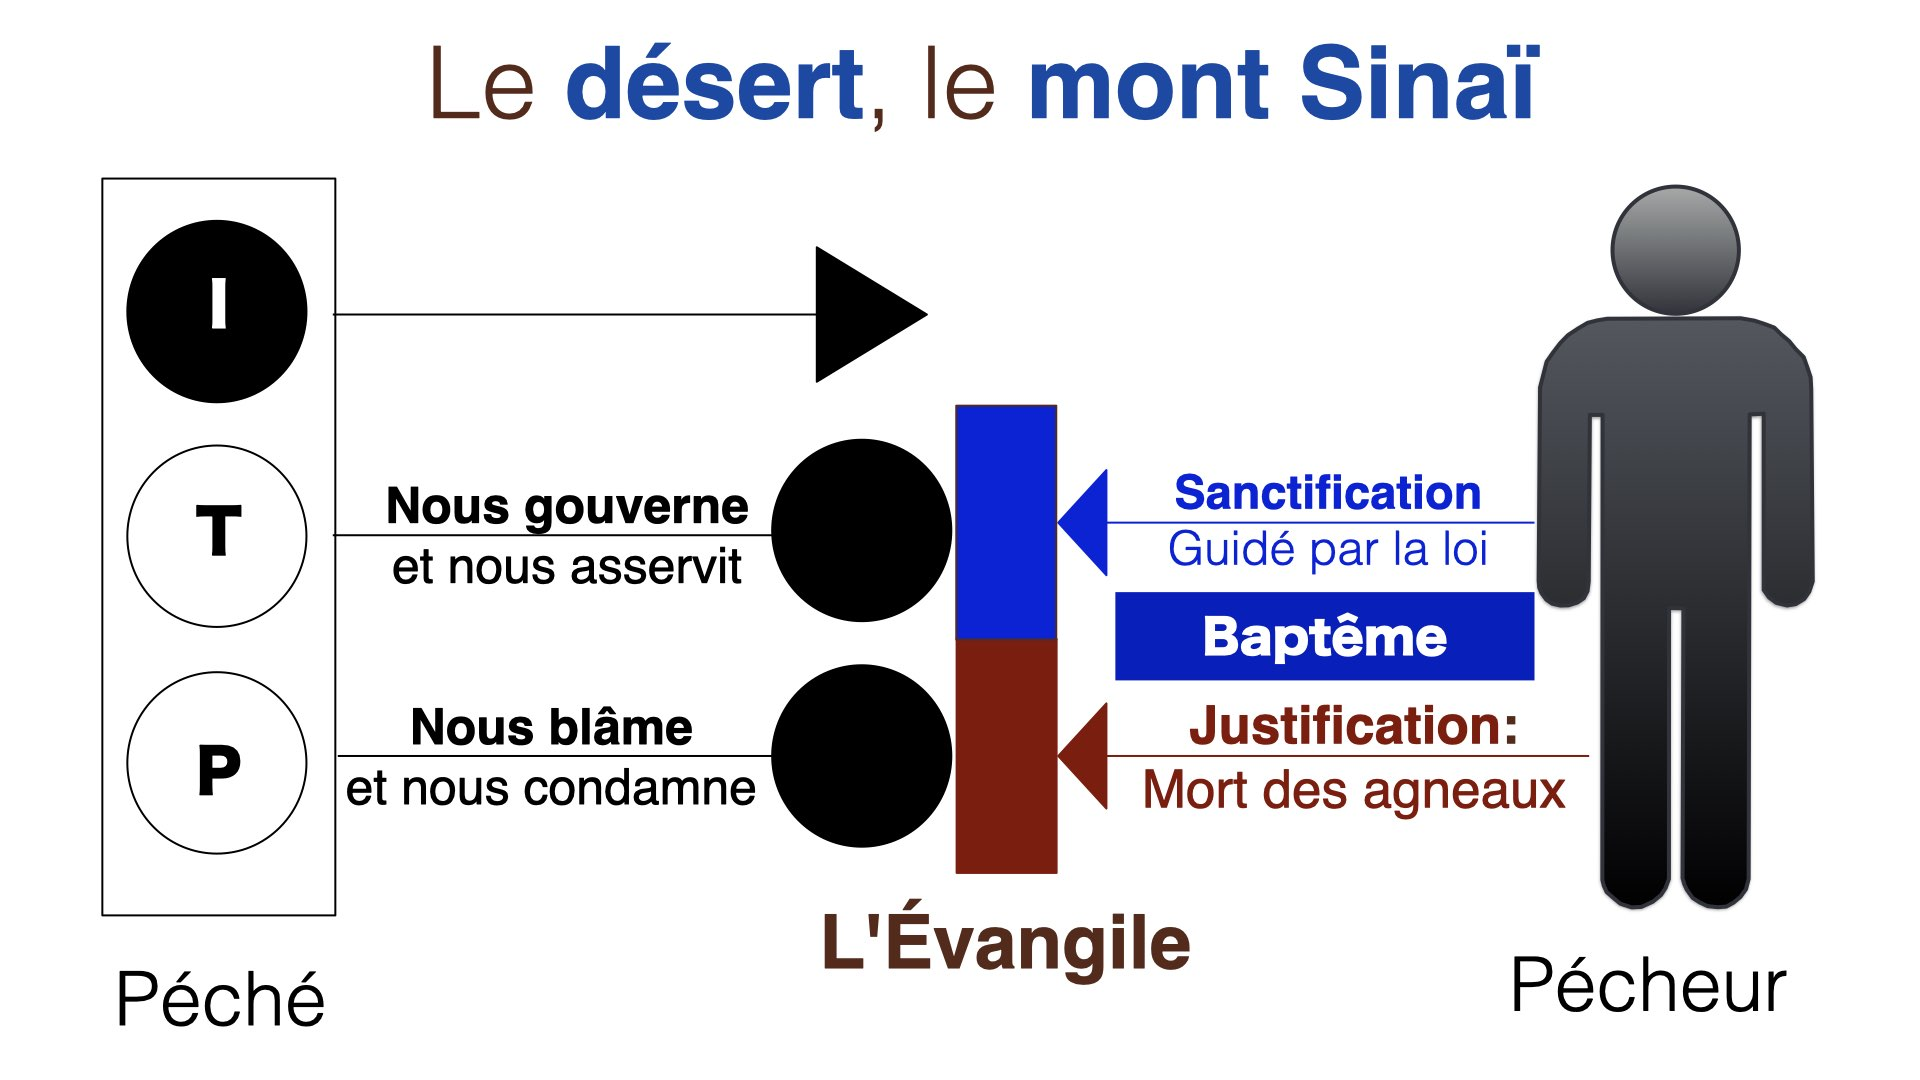 Le désert, le mont Sinaï
I
T
Nous gouverne
et nous asservit
P
Nous blâme
et nous condamne
Sanctification
Guidé par la loi
Baptême
Justification:
Mort des agneaux
L'Évangile
Péché
Pécheur